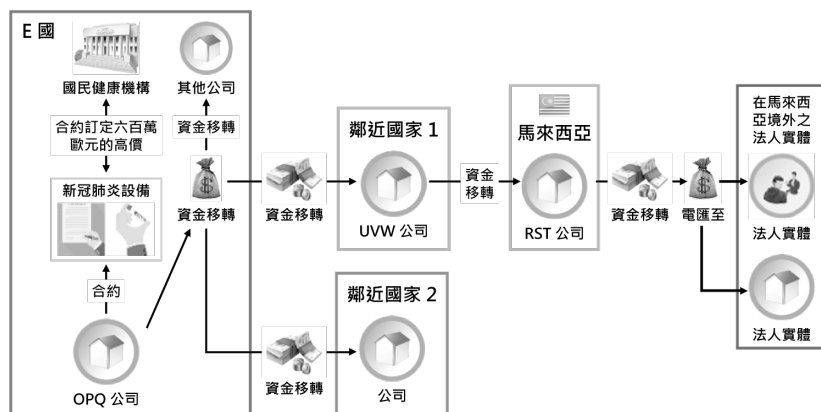 E 國
國民健康機構
其他公司
合約訂定六百萬
歐元的高價
資金移轉
新冠肺炎設備
資金移轉
合約
OPQ 公司
資金移轉
鄰近國家 1
UVW 公司
資金
移轉
資金移轉
鄰近國家 2
公司
馬來西亞
RST 公司
資金移轉
電匯至
在馬來西
亞境外之
法人實體
法人實體
法人實體